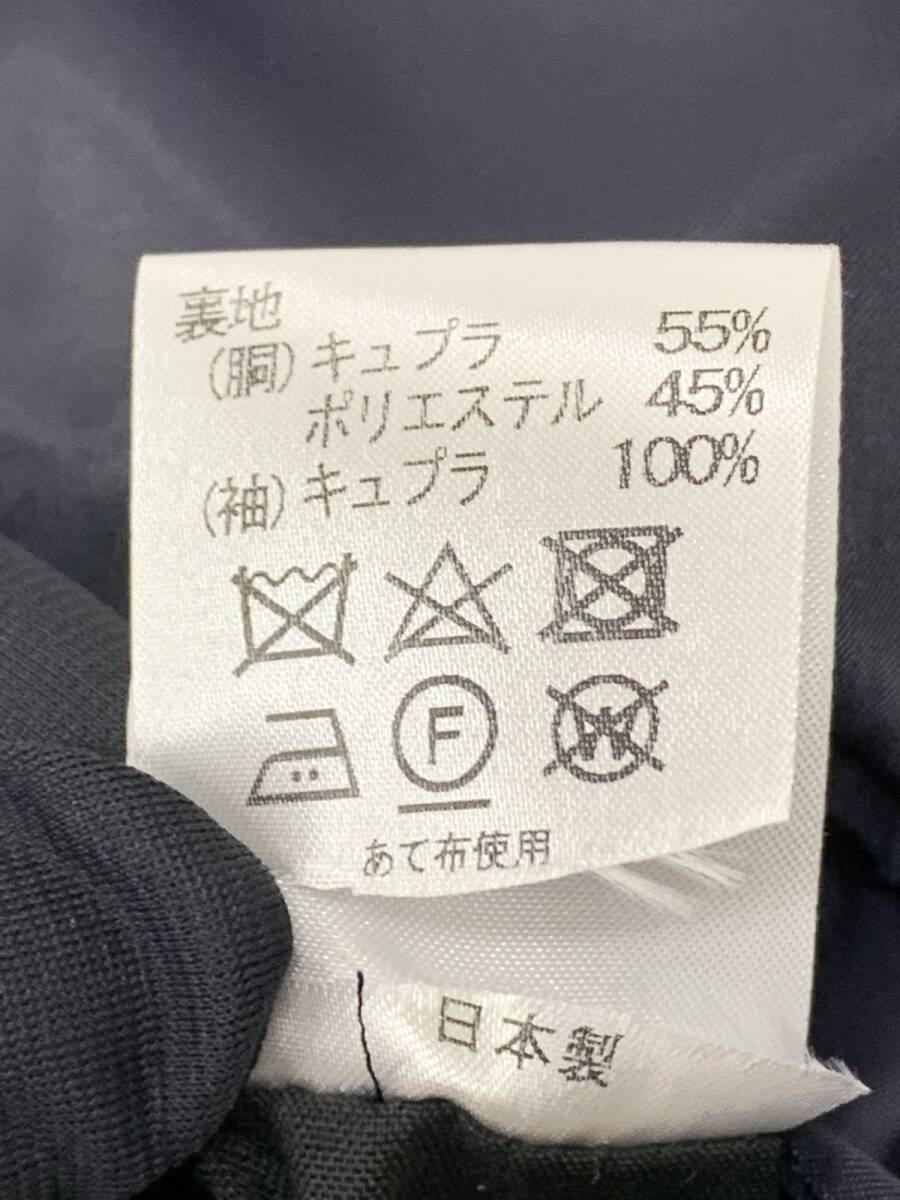 裏地
(胴) キュプラ 55%
ポリエステル 45%
(袖) キュプラ 100%
F W
あて布使用
日本製